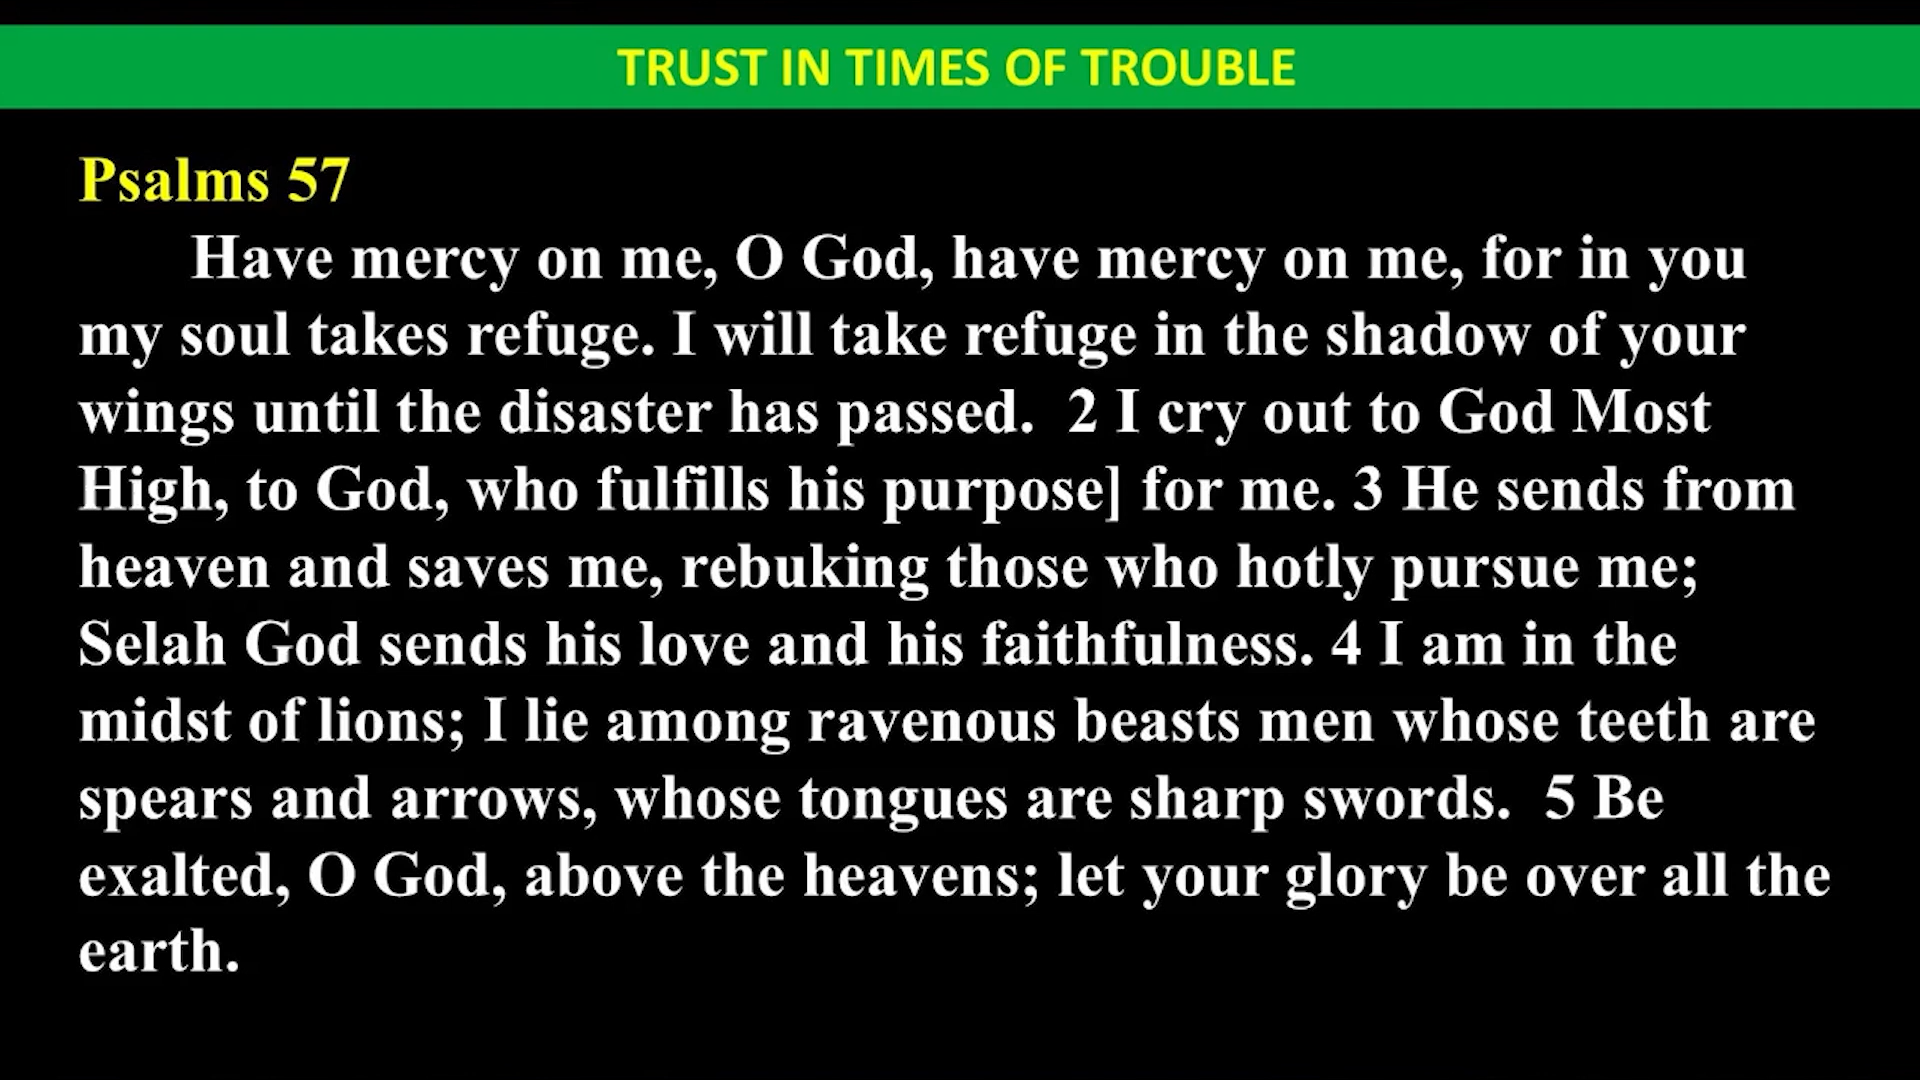 TRUST IN TIMES OF TROUBLE
Psalms 57
Have mercy on me, O God, have mercy on me, for in you
my soul takes refuge. I will take refuge in the shadow of your
wings until the disaster has passed.  2 I cry out to God Most
High, to God, who fulfills his purpose] for me. 3 He sends from
heaven and saves me, rebuking those who hotly pursue me;
Selah God sends his love and his faithfulness. 4 I am in the
midst of lions; I lie among ravenous beasts men whose teeth are
spears and arrows, whose tongues are sharp swords.  5 Be
exalted, O God, above the heavens; let your glory be over all the
earth.